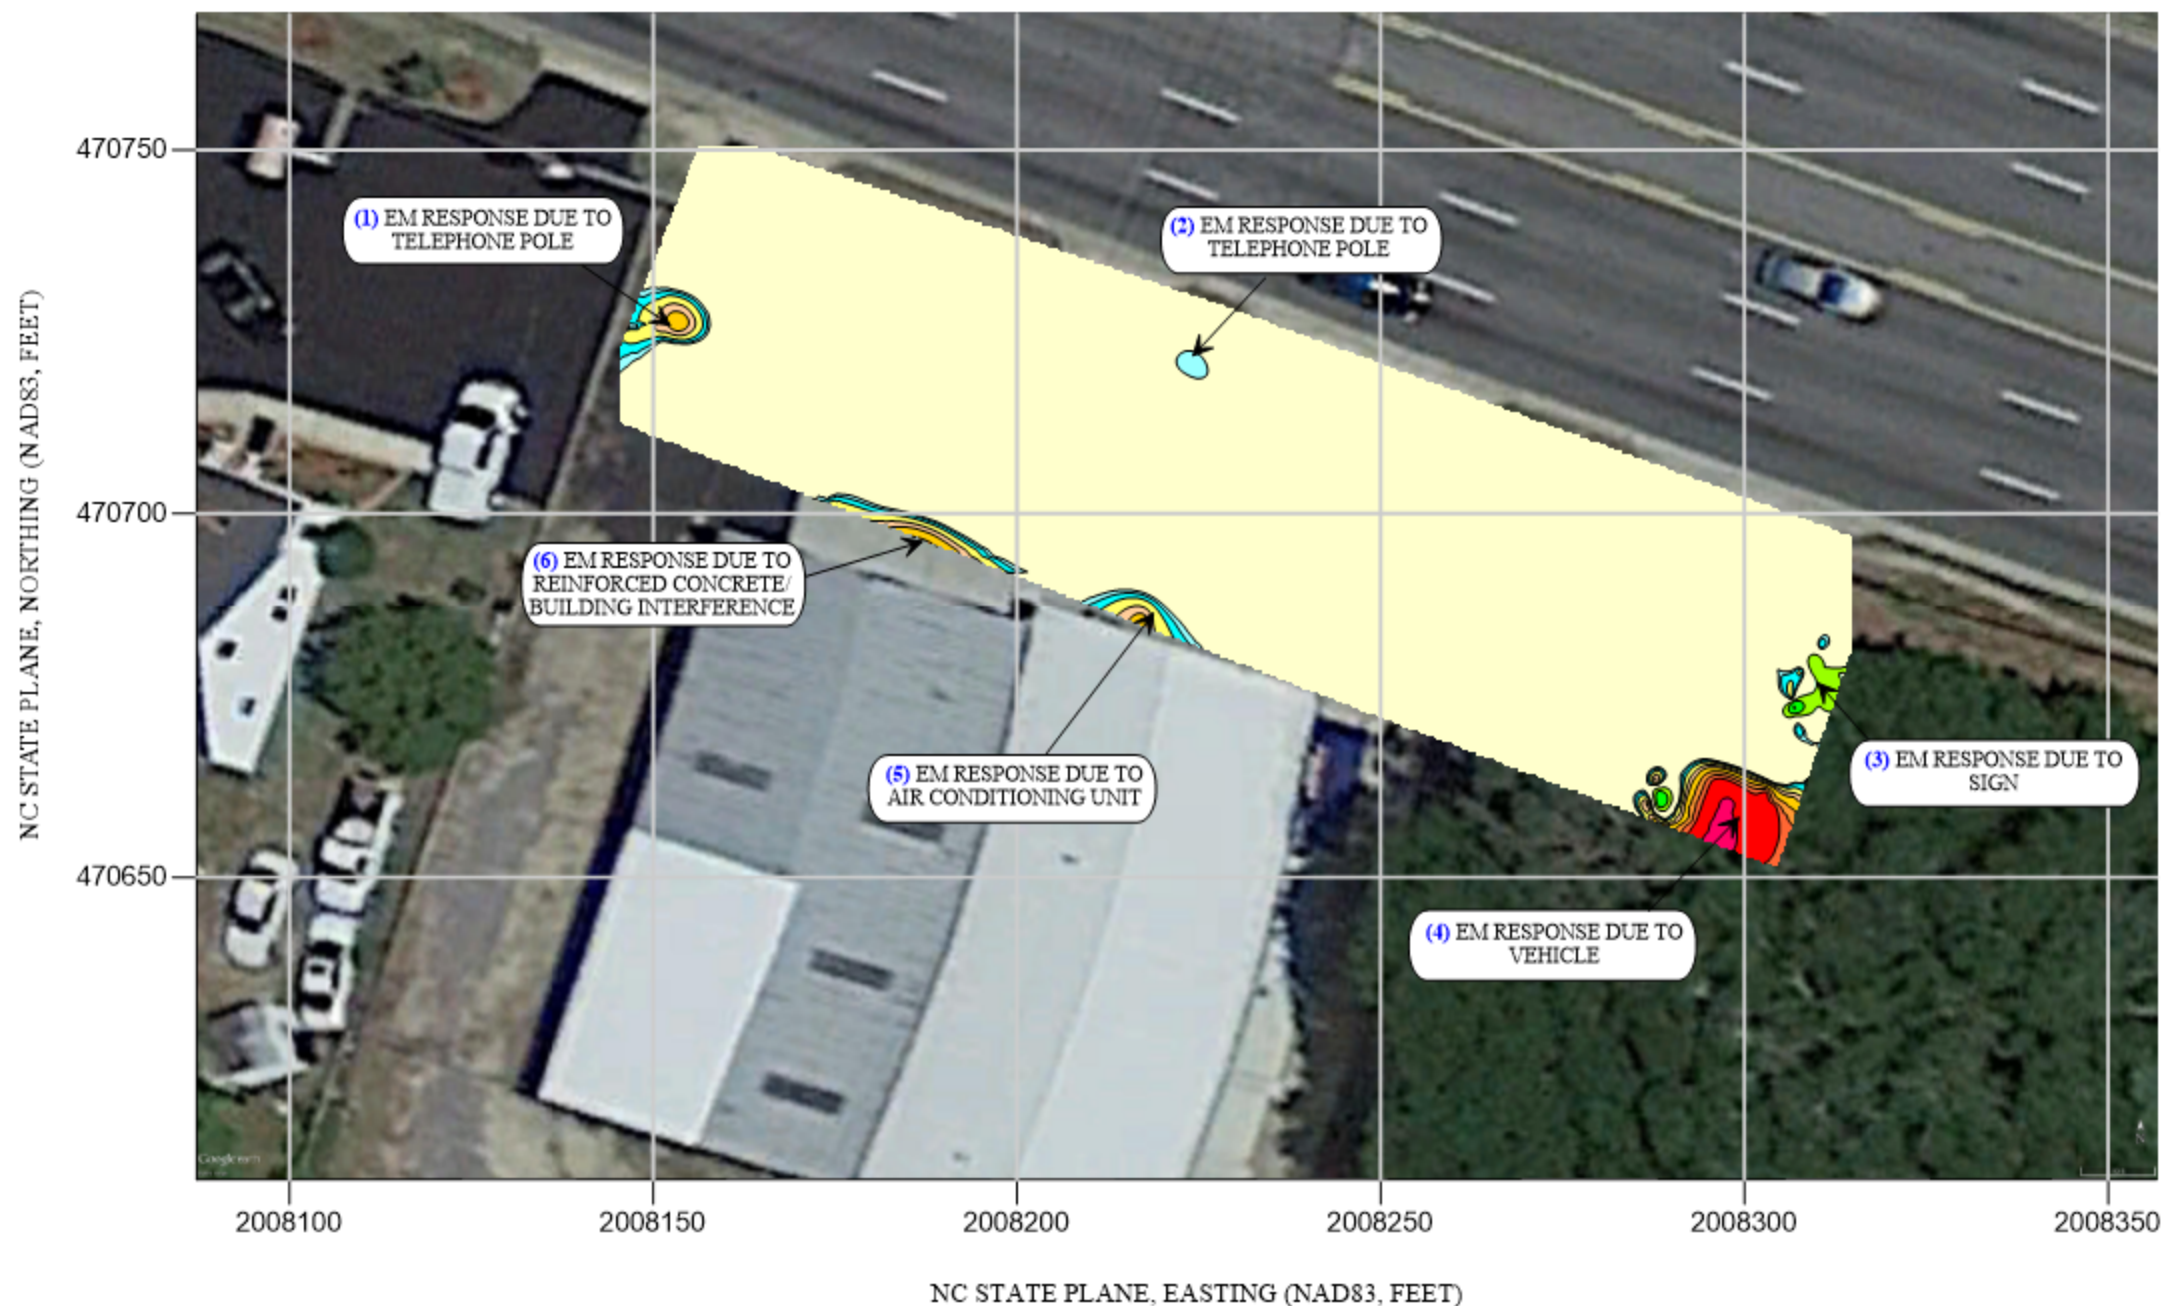 470750
470700
470650
NC STATE PLANE, NORTHING (NAD83, FEET)
(1) EM RESPONSE DUE TO
TELEPHONE POLE
(2) EM RESPONSE DUE TO
TELEPHONE POLE
(6) EM RESPONSE DUE TO
REINFORCED CONCRETE/
BUILDING INTERFERENCE
(5) EM RESPONSE DUE TO
AIR CONDITIONING UNIT
(3) EM RESPONSE DUE TO
SIGN
(4) EM RESPONSE DUE TO
VEHICLE
2008100
2008150
2008200
2008250
2008300
2008350
NC STATE PLANE, EASTING (NAD83, FEET)